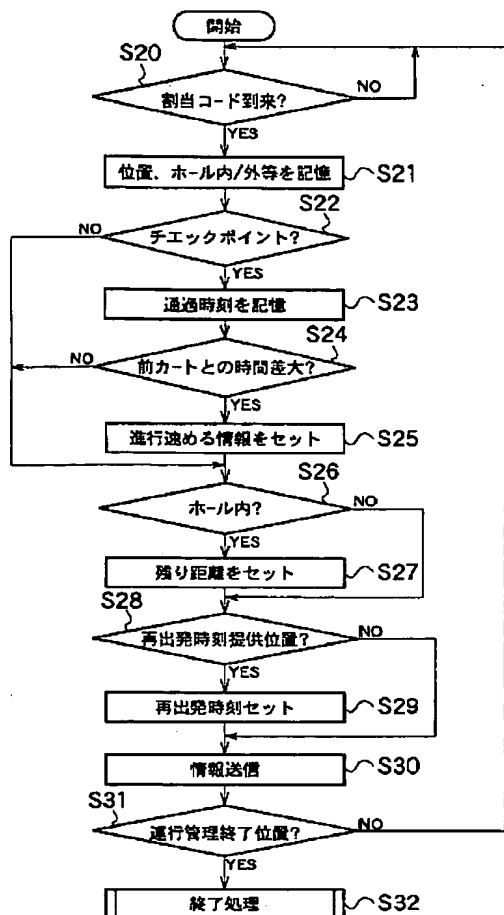 開始
S20
割当コード到来?
NO
YES
位置、ホール内/外等を記憶
S21
S22
NO
チエックポイント?
YES
通過時刻を記憶
S23
S24
NO
前カートとの時間差大?
YES
進行速める情報をセット
S25
S26
ホール内?
NO
YES
残り距離をセット
S27
S28
再出発時刻提供位置?
NO
YES
再出発時刻セット
S29
情報送信
S30
S31
運行管理終了位置?
NO
YES
終了処理
S32